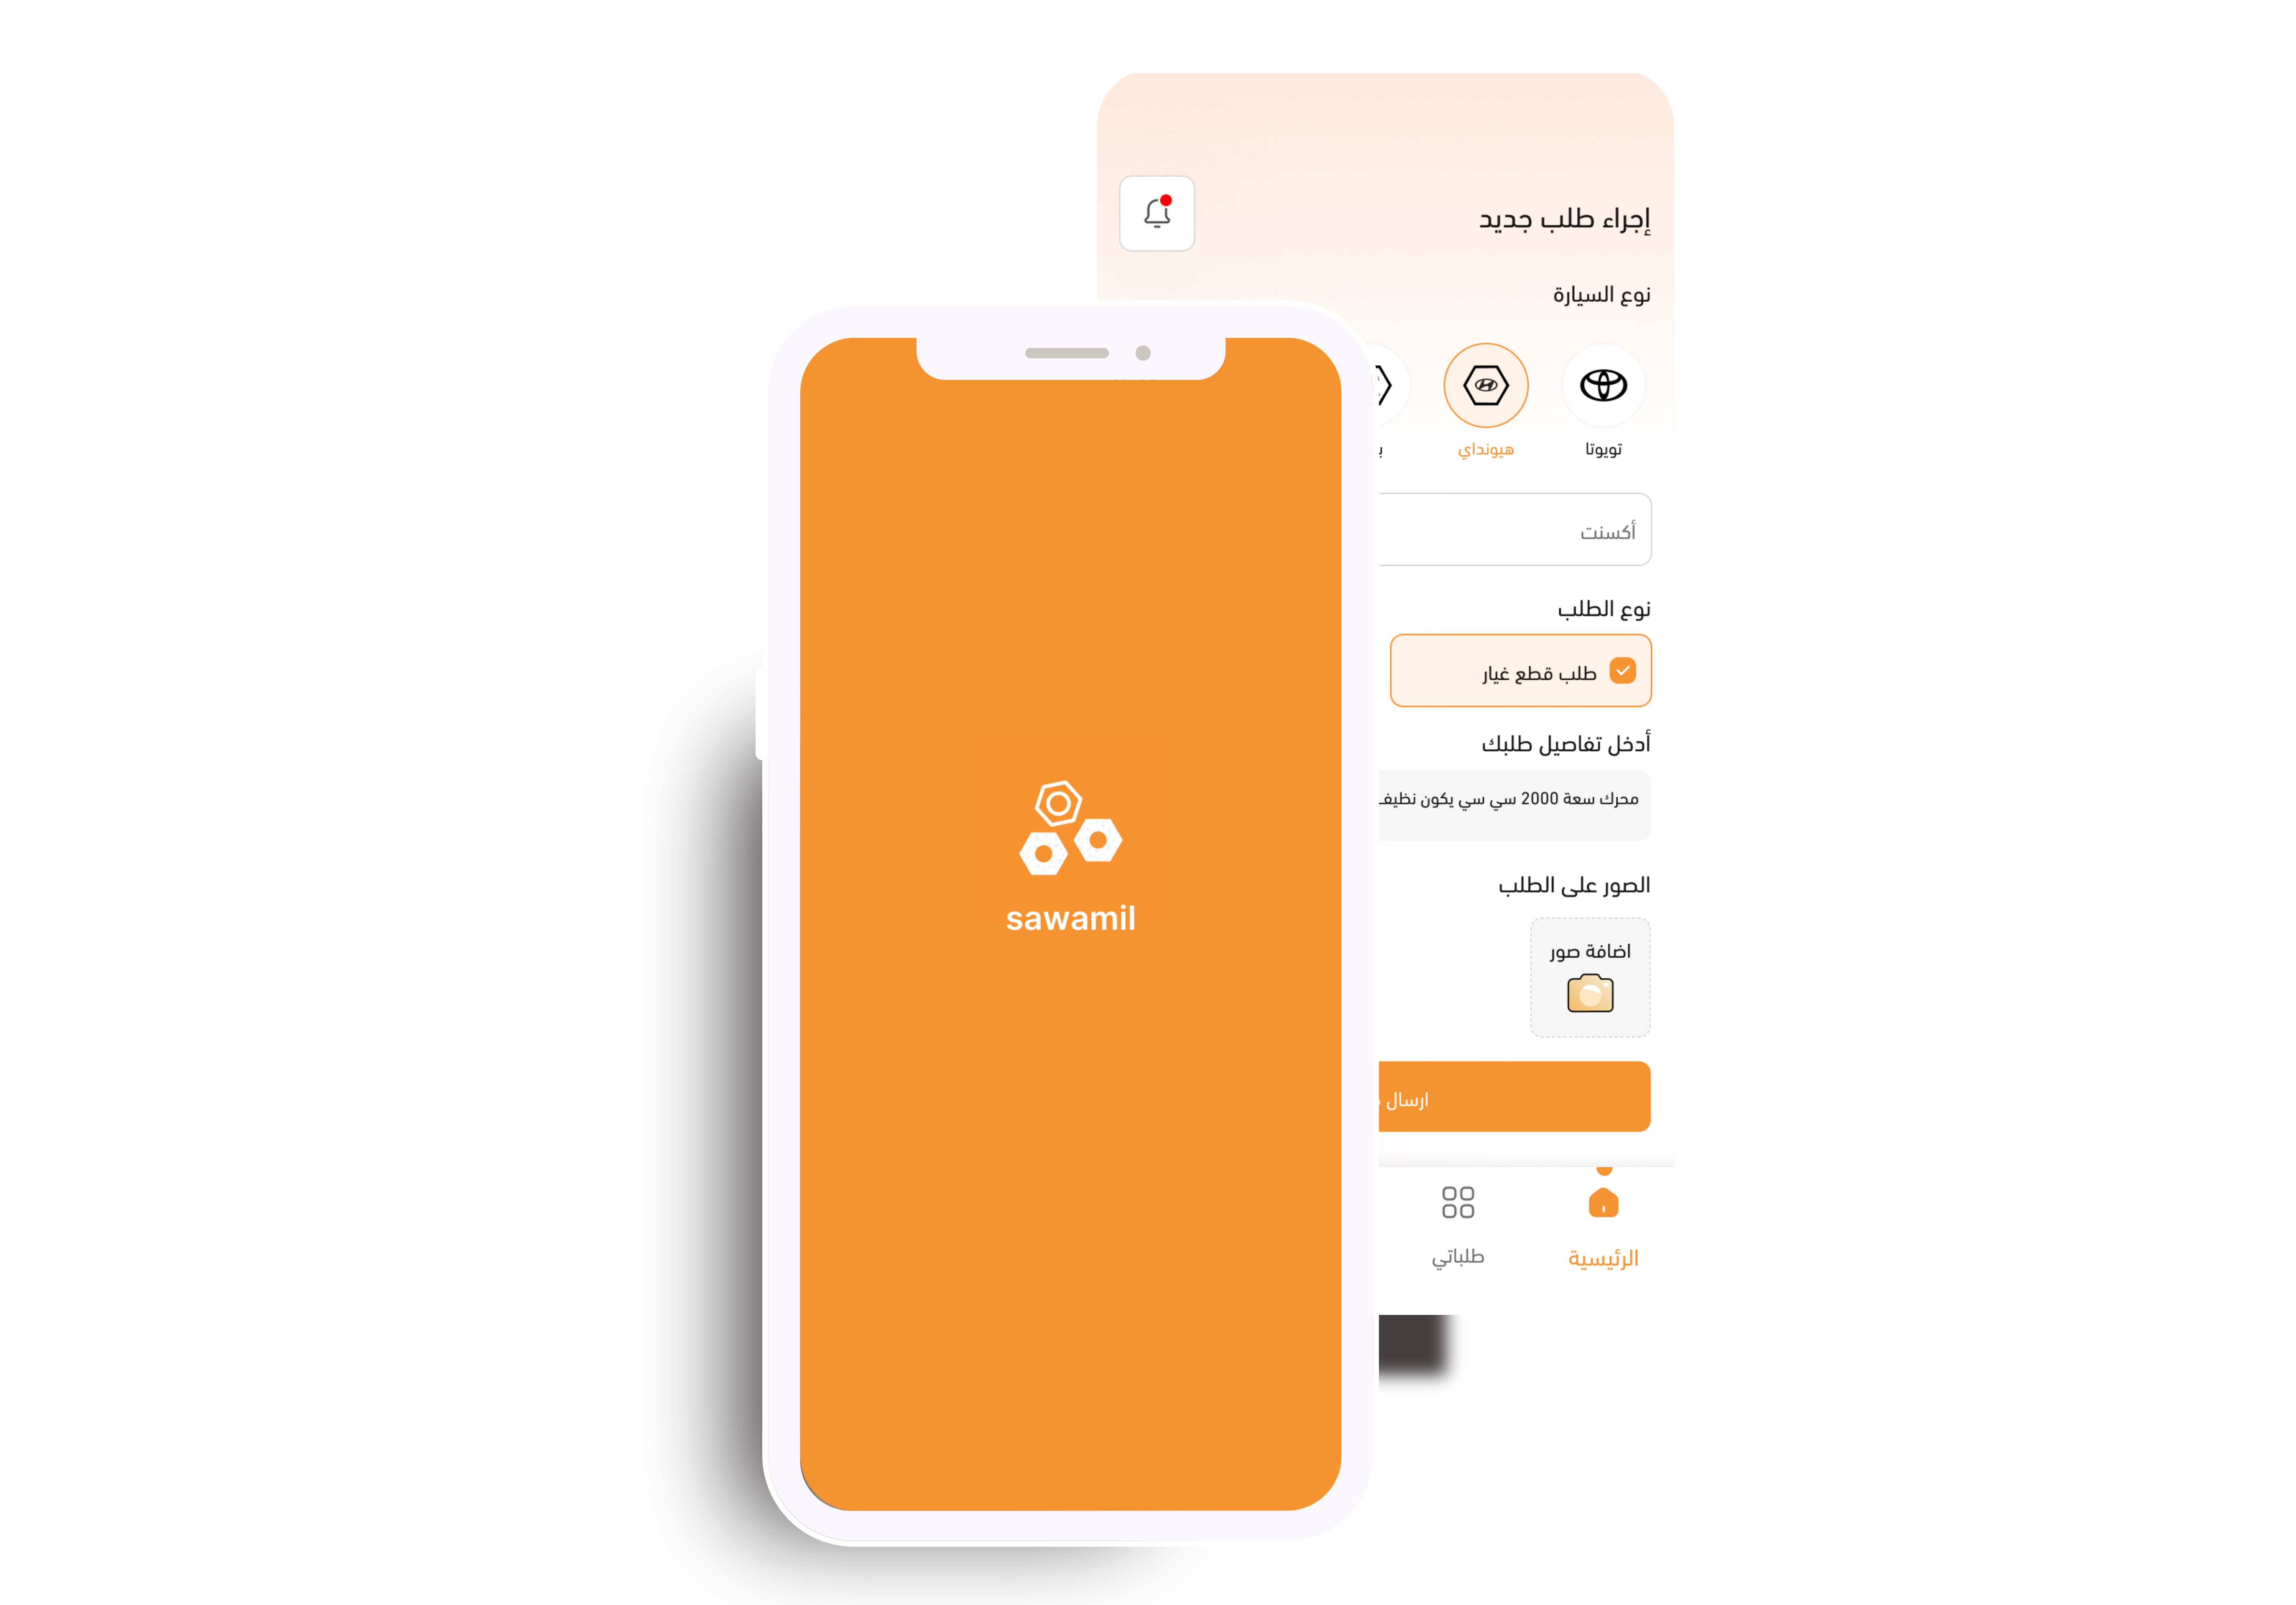 إجراء طلب جديد
نوع السيارة
تويوتا
هيونداي
أكسنت
نوع الطلب
طلب قطع غيار
أدخل تفاصيل طلبك
محرك سعة 2000 سي سي يكون نظيف
الصور على الطلب
اضافة صور
ارسال
الرئيسية
طلباتي
sawamil